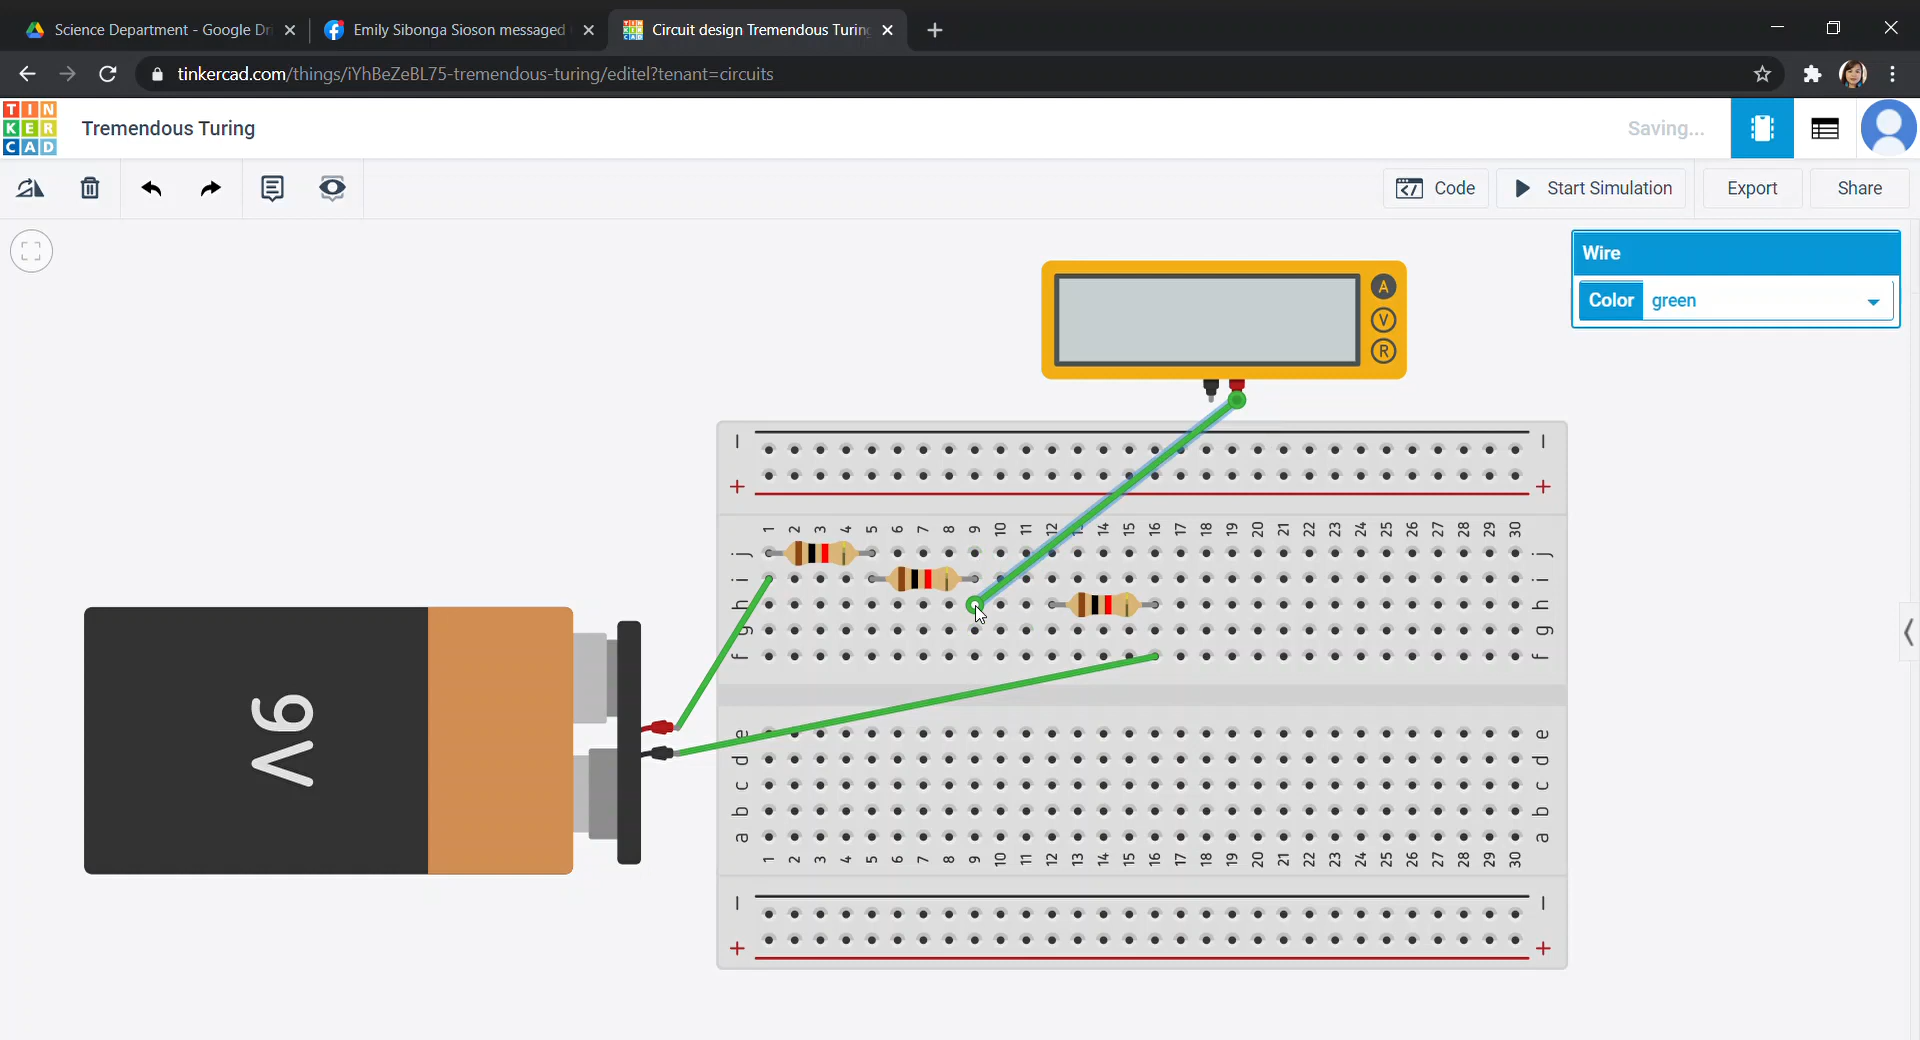 Science Department - Google Dri
Emily Sibonga Sioson messaged
Circuit design Tremendous Turing
tinkercad.com/things/iYhBeZeBL75-tremendous-turing/editel?tenant=circuits
TIN
KER
CAD
Tremendous Turing
Saving...
Code
Start Simulation
Export
Share
Wire
Color green
A
V
R
− −
+ +
1 2 3 4 5 6 7 8 9 10 11 12 13 14 15 16 17 18 19 20 21 22 23 24 25 26 27 28 29 30
j j
i i
h h
g g
f f
9V
e e
d d
c c
b b
a a
1 2 3 4 5 6 7 8 9 10 11 12 13 14 15 16 17 18 19 20 21 22 23 24 25 26 27 28 29 30
− −
+ +